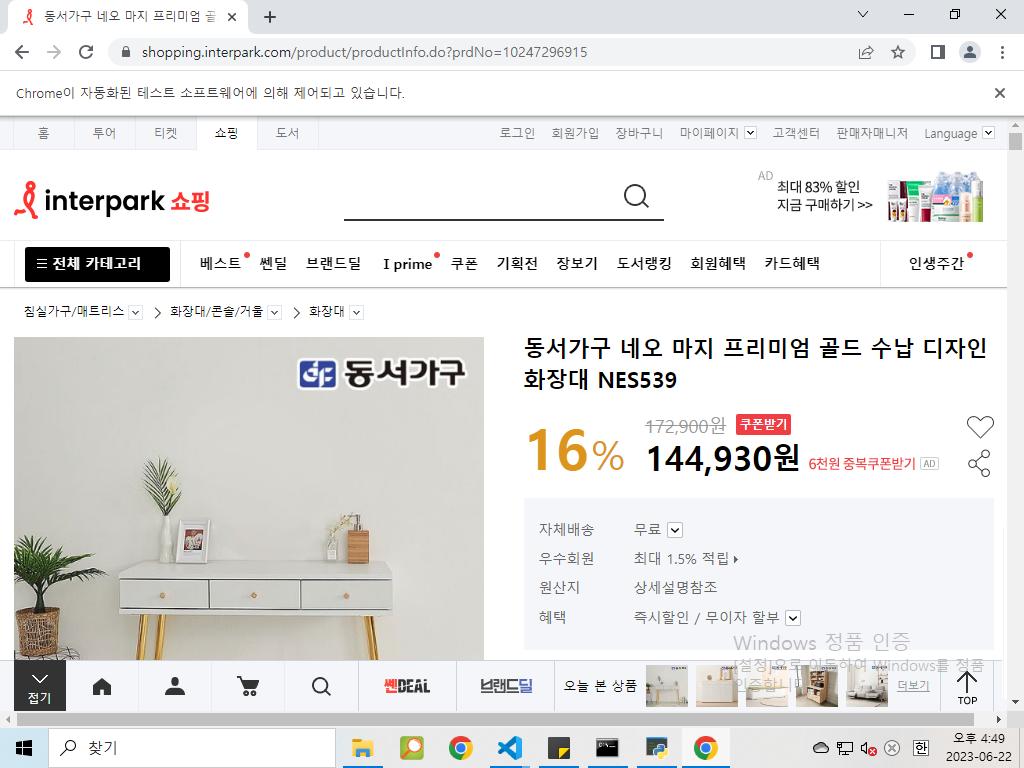 동서가구 네오 마지 프리미엄 골
shopping.interpark.com/product/productInfo.do?prdNo=10247296915
Chrome이 자동화된 테스트 소프트웨어에 의해 제어되고 있습니다.
홈 투어 티켓 쇼핑 도서 로그인 회원가입 장바구니 마이페이지 고객센터 판매자매니저 Language
interpark 쇼핑
AD 최대 83% 할인
지금 구매하기 >>
전체 카테고리 베스트 쎈딜 브랜드딜 I prime 쿠폰 기획전 장보기 도서랭킹 회원혜택 카드혜택 인생주간
침실가구/매트리스 화장대/콘솔/거울 화장대
동서가구
동서가구 네오 마지 프리미엄 골드 수납 디자인
화장대 NES539
16% 172,900원 쿠폰받기
144,930원 6천원 중복쿠폰받기 AD
자체배송 무료
우수회원 최대 1.5% 적립
원산지 상세설명참조
혜택 즉시할인 / 무이자 할부
Windows 정품 인증
[설정]으로 이동하여 Windows를 정품
인증합니다
접기 쎈DEAL 브랜드딜 오늘 본 상품 더보기 TOP
찾기 한 오후 4:49
2023-06-22